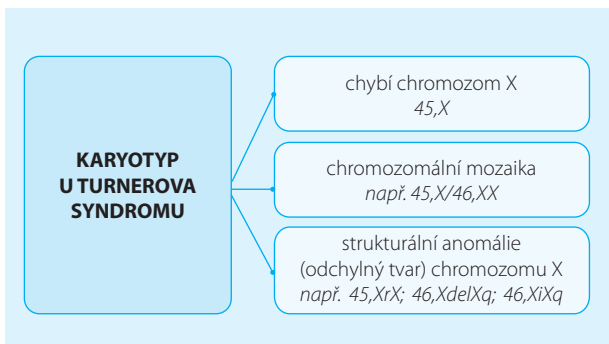 KARYOTYP
U TURNEROVA
SYNDROMU
chybí chromozom X
45,X
chromozomální mozaika
např. 45,X/46,XX
strukturální anomálie
(odchylný tvar) chromozomu X
např. 45,XrX; 46,XdelXq; 46,XiXq